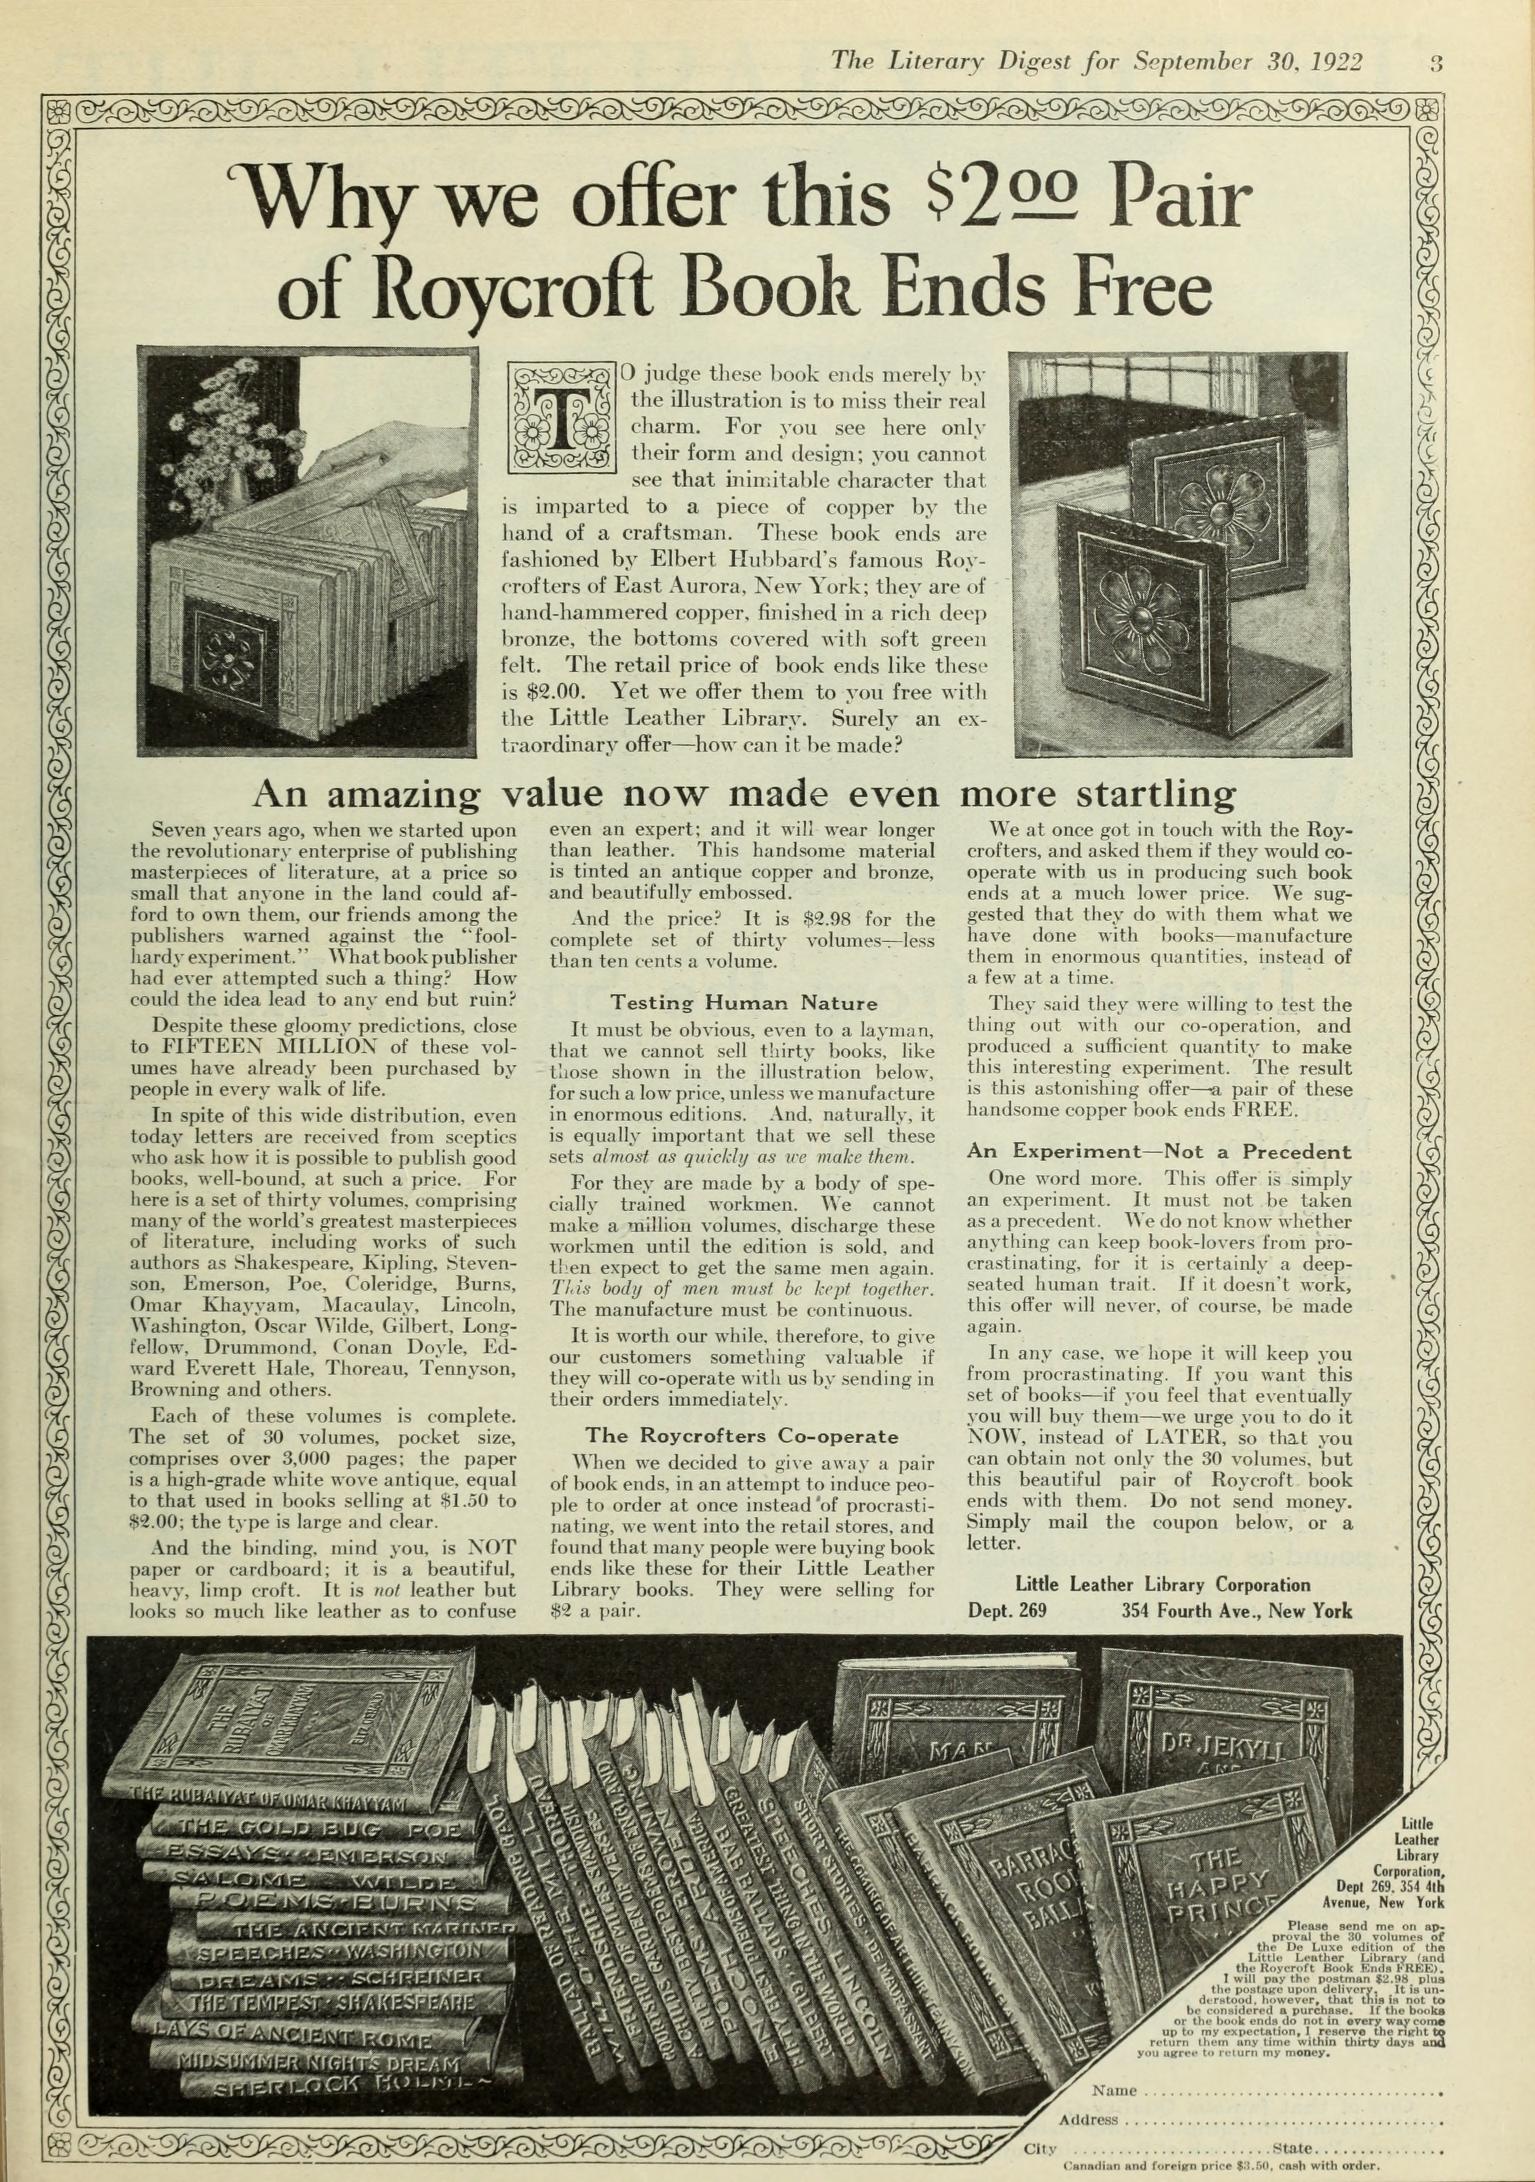 The Literary Digest for September 30, 1922 3
Why we offer this $2.00 Pair
of Roycroft Book Ends Free
TO judge these book ends merely by
the illustration is to miss their real
charm. For you see here only
their form and design; you cannot
see that inimitable character that
is imparted to a piece of copper by the
hand of a craftsman. These book ends are
fashioned by Elbert Hubbard's famous Roy-
crofters of East Aurora, New York; they are of
hand-hammered copper, finished in a rich deep
bronze, the bottoms covered with soft green
felt. The retail price of book ends like these
is $2.00. Yet we offer them to you free with
the Little Leather Library. Surely an ex-
traordinary offer—how can it be made?
An amazing value now made even more startling
Seven years ago, when we started upon
the revolutionary enterprise of publishing
masterpieces of literature, at a price so
small that anyone in the land could af-
ford to own them, our friends among the
publishers warned against the "fool-
hardy experiment." What book publisher
had ever attempted such a thing? How
could the idea lead to any end but ruin?
Despite these gloomy predictions, close
to FIFTEEN MILLION of these vol-
umes have already been purchased by
people in every walk of life.
In spite of this wide distribution, even
today letters are received from sceptics
who ask how it is possible to publish good
books, well-bound, at such a price. For
here is a set of thirty volumes, comprising
many of the world's greatest masterpieces
of literature, including works of such
authors as Shakespeare, Kipling, Steven-
son, Emerson, Poe, Coleridge, Burns,
Omar Khayyam, Macaulay, Lincoln,
Washington, Oscar Wilde, Gilbert, Long-
fellow, Drummond, Conan Doyle, Ed-
ward Everett Hale, Thoreau, Tennyson,
Browning and others.
Each of these volumes is complete.
The set of 30 volumes, pocket size,
comprises over 3,000 pages; the paper
is a high-grade white wove antique, equal
to that used in books selling at $1.50 to
$2.00; the type is large and clear.
And the binding, mind you, is NOT
paper or cardboard; it is a beautiful,
heavy, limp croft. It is not leather but
looks so much like leather as to confuse
even an expert; and it will wear longer
than leather. This handsome material
is tinted an antique copper and bronze,
and beautifully embossed.
And the price? It is $2.98 for the
complete set of thirty volumes—less
than ten cents a volume.
Testing Human Nature
It must be obvious, even to a layman,
that we cannot sell thirty books, like
those shown in the illustration below,
for such a low price, unless we manufacture
in enormous editions. And, naturally, it
is equally important that we sell these
sets almost as quickly as we make them.
For they are made by a body of spe-
cially trained workmen. We cannot
make a million volumes, discharge these
workmen until the edition is sold, and
then expect to get the same men again.
This body of men must be kept together.
The manufacture must be continuous.
It is worth our while, therefore, to give
our customers something valuable if
they will co-operate with us by sending in
their orders immediately.
The Roycrofters Co-operate
When we decided to give away a pair
of book ends, in an attempt to induce peo-
ple to order at once instead of procrasti-
nating, we went into the retail stores, and
found that many people were buying book
ends like these for their Little Leather
Library books. They were selling for
$2 a pair.
We at once got in touch with the Roy-
crofters, and asked them if they would co-
operate with us in producing such book
ends at a much lower price. We sug-
gested that they do with them what we
have done with books—manufacture
them in enormous quantities, instead of
a few at a time.
They said they were willing to test the
thing out with our co-operation, and
produced a sufficient quantity to make
this interesting experiment. The result
is this astonishing offer—a pair of these
handsome copper book ends FREE.
An Experiment—Not a Precedent
One word more. This offer is simply
an experiment. It must not be taken
as a precedent. We do not know whether
anything can keep book-lovers from pro-
crastinating, for it is certainly a deep-
seated human trait. If it doesn't work,
this offer will never, of course, be made
again.
In any case, we hope it will keep you
from procrastinating. If you want this
set of books—if you feel that eventually
you will buy them—we urge you to do it
NOW, instead of LATER, so that you
can obtain not only the 30 volumes, but
this beautiful pair of Roycroft book
ends with them. Do not send money.
Simply mail the coupon below, or a
letter.
Little Leather Library Corporation
Dept. 269 354 Fourth Ave., New York
THE
RUBAIYAT
OF
OMAR KHAYYAM
FITZGERALD
THE RUBAIYAT OF OMAR KHAYYAM
THE GOLD BUG POE
ESSAYS EMERSON
SALOME WILDE
POEMS BURNS
THE ANCIENT MARINER
SPEECHES WASHINGTON
DREAMS SCHREINER
THE TEMPEST SHAKESPEARE
LAYS OF ANCIENT ROME
MIDSUMMER NIGHTS DREAM
SHERLOCK HOLMES
BALLAD OF READING GAOL
WILL O' THE MILL
FRIENDSHIP THOREAU
COURTSHIP OF MILES STANDISH
GREATEST THING IN THE WORLD
BAB BALLADS GILBERT
SPEECHES LINCOLN
SHORT STORIES DE MAUPASSANT
THE COMING OF ARTHUR TENNYSON
MAN
DR. JEKYLL
AND
BARRAC
ROO
BALLA
THE
HAPPY
PRINCE
Little
Leather
Library
Corporation,
Dept 269, 354 4th
Avenue, New York
Please send me on ap-
proval the 30 volumes of
the De Luxe edition of the
Little Leather Library (and
the Roycroft Book Ends FREE).
I will pay the postman $2.98 plus
the postage upon delivery. It is un-
derstood, however, that this is not to
be considered a purchase. If the books
or the book ends do not in every way come
up to my expectation, I reserve the right to
return them any time within thirty days and
you agree to return my money.
Name
Address
City State
Canadian and foreign price $3.50, cash with order.